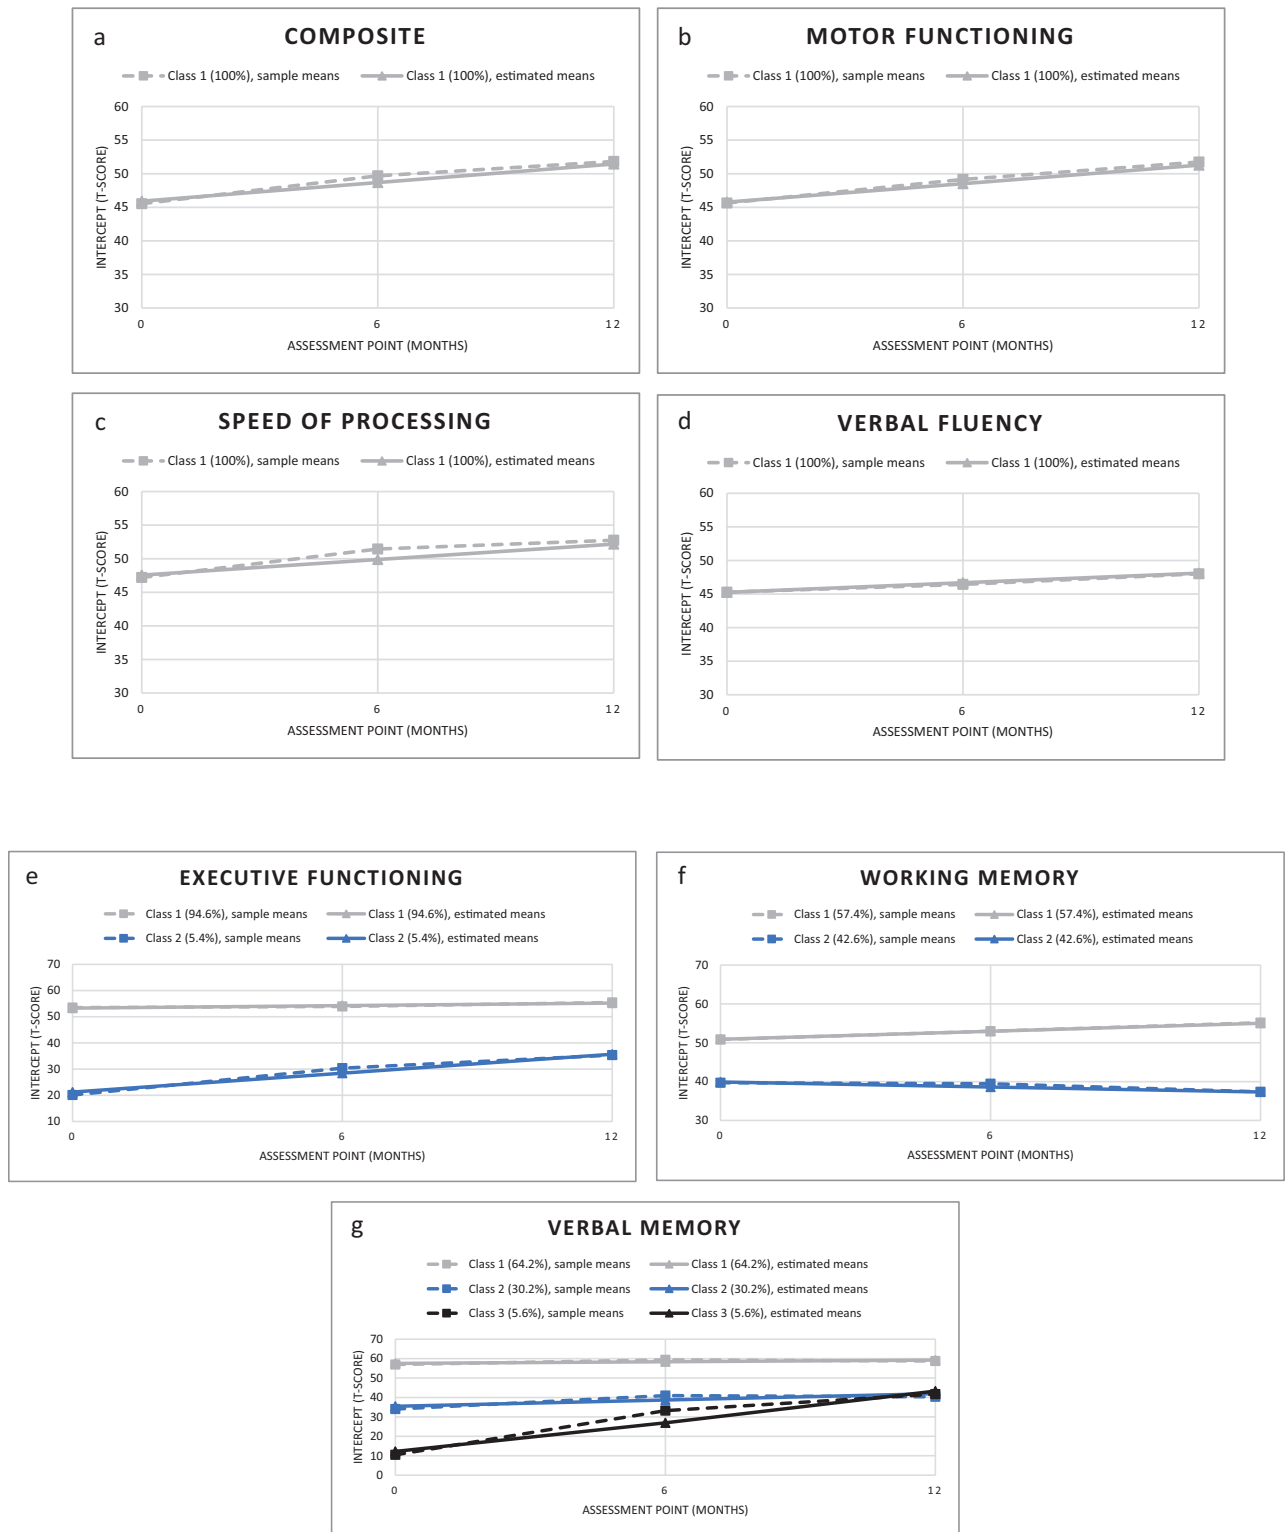 a
COMPOSITE
Class 1 (100%), sample means Class 1 (100%), estimated means
60
55
50
45
40
35
30
INTERCEPT (T-SCORE)
0 6 12
ASSESSMENT POINT (MONTHS)
b
MOTOR FUNCTIONING
Class 1 (100%), sample means Class 1 (100%), estimated means
60
55
50
45
40
35
30
INTERCEPT (T-SCORE)
0 6 12
ASSESSMENT POINT (MONTHS)
c
SPEED OF PROCESSING
Class 1 (100%), sample means Class 1 (100%), estimated means
60
55
50
45
40
35
30
INTERCEPT (T-SCORE)
0 6 12
ASSESSMENT POINT (MONTHS)
d
VERBAL FLUENCY
Class 1 (100%), sample means Class 1 (100%), estimated means
60
55
50
45
40
35
30
INTERCEPT (T-SCORE)
0 6 12
ASSESSMENT POINT (MONTHS)
e
EXECUTIVE FUNCTIONING
Class 1 (94.6%), sample means Class 1 (94.6%), estimated means
Class 2 (5.4%), sample means Class 2 (5.4%), estimated means
70
60
50
40
30
20
10
INTERCEPT (T-SCORE)
0 6 12
ASSESSMENT POINT (MONTHS)
f
WORKING MEMORY
Class 1 (57.4%), sample means Class 1 (57.4%), estimated means
Class 2 (42.6%), sample means Class 2 (42.6%), estimated means
70
60
50
40
30
INTERCEPT (T-SCORE)
0 6 12
ASSESSMENT POINT (MONTHS)
g
VERBAL MEMORY
Class 1 (64.2%), sample means Class 1 (64.2%), estimated means
Class 2 (30.2%), sample means Class 2 (30.2%), estimated means
Class 3 (5.6%), sample means Class 3 (5.6%), estimated means
70
60
50
40
30
20
10
0
INTERCEPT (T-SCORE)
0 6 12
ASSESSMENT POINT (MONTHS)